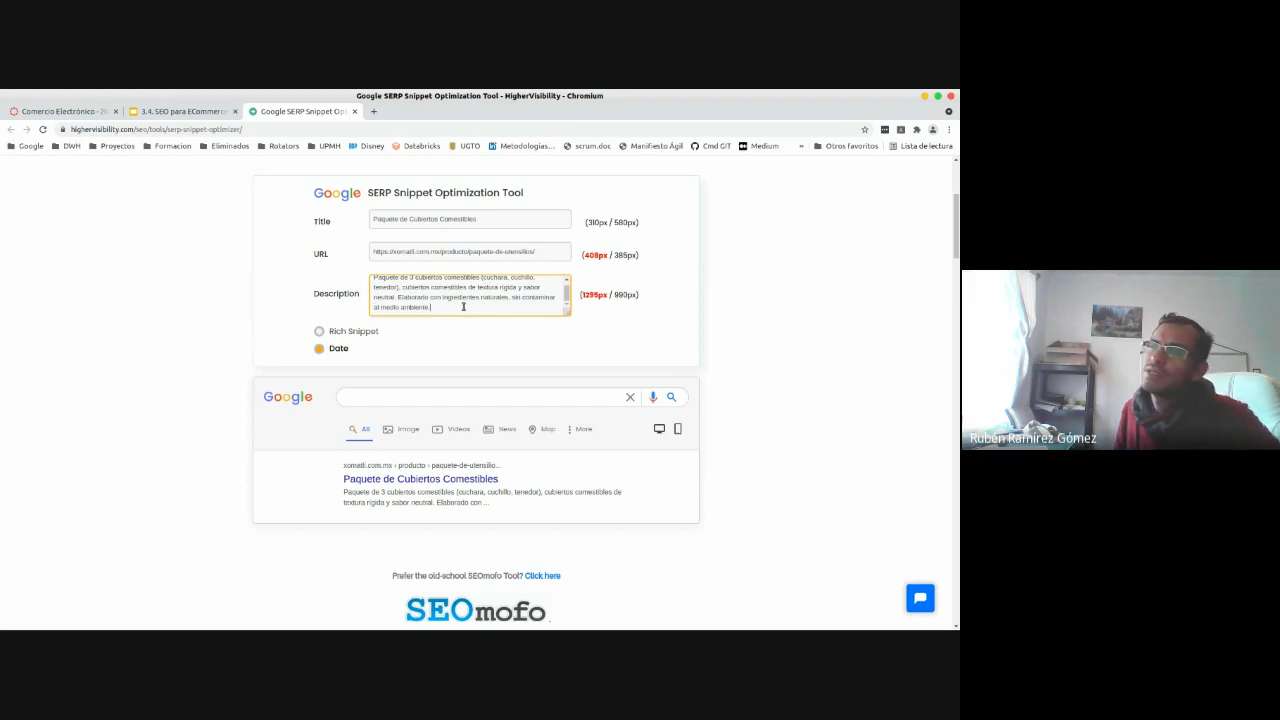 Google SERP Snippet Optimization Tool - HigherVisibility - Chromium
Comercio Electrónico - 20
3.4. SEO para ECommerce
Google SERP Snippet Opt
highervisibility.com/seo/tools/serp-snippet-optimizer/
Google DWH Proyectos Formacion Eliminados Rotators UPMH Disney Databricks UGTO Metodologías... scrum.doc Manifiesto Ágil Cmd GIT Medium » Otros favoritos Lista de lectura
Google SERP Snippet Optimization Tool
Title Paquete de Cubiertos Comestibles (310px / 580px)
URL https://xomatli.com.mx/producto/paquete-de-utensilios/ (408px / 385px)
Paquete de 3 cubiertos comestibles (cuchara, cuchillo,
tenedor), cubiertos comestibles de textura rígida y sabor
Description (1295px / 990px)
neutral. Elaborado con ingredientes naturales, sin contaminar
al medio ambiente.
Rich Snippet
Date
Google
All Image Videos News Map More
xomatli.com.mx › producto › paquete-de-utensilio...
Paquete de Cubiertos Comestibles
Paquete de 3 cubiertos comestibles (cuchara, cuchillo, tenedor), cubiertos comestibles de
textura rígida y sabor neutral. Elaborado con ...
Prefer the old-school SEOmofo Tool? Click here
SEOmofo
Rubén Ramírez Gómez